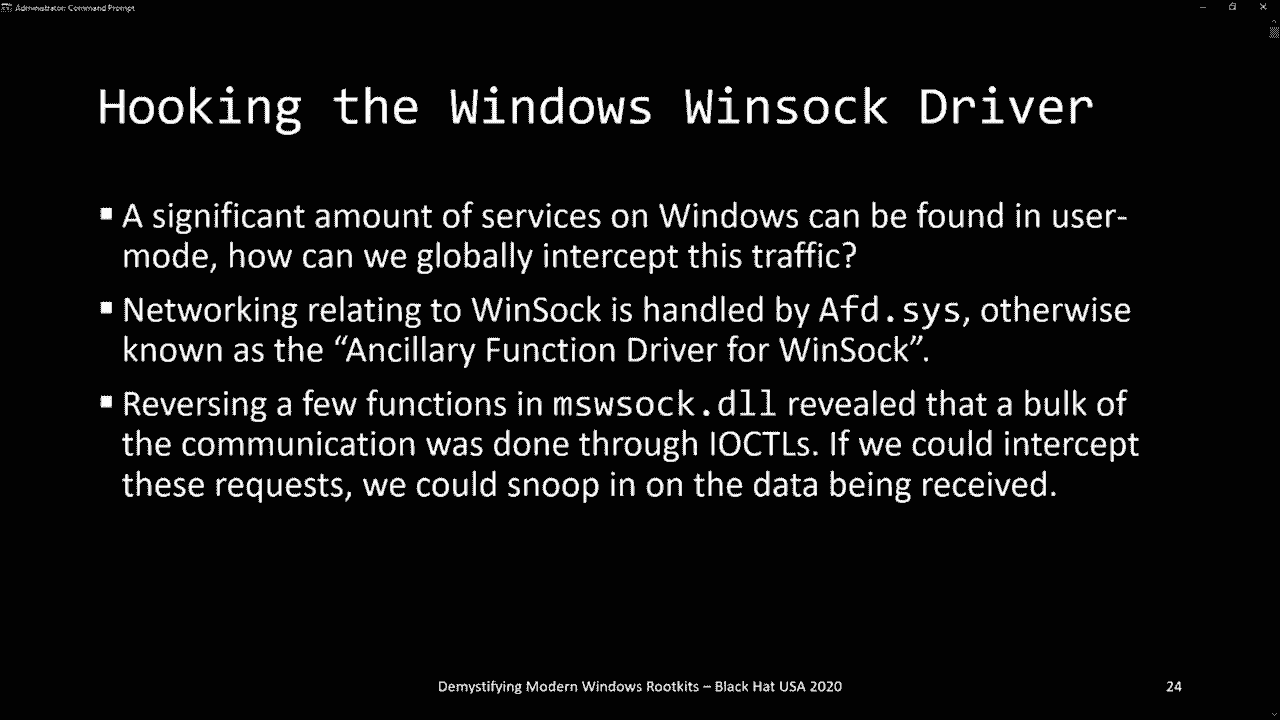 Administrator: Command Prompt
Hooking the Windows Winsock Driver
▪ A significant amount of services on Windows can be found in user-
mode, how can we globally intercept this traffic?
▪ Networking relating to WinSock is handled by Afd.sys, otherwise
known as the “Ancillary Function Driver for WinSock”.
▪ Reversing a few functions in mswsock.dll revealed that a bulk of
the communication was done through IOCTLs. If we could intercept
these requests, we could snoop in on the data being received.
Demystifying Modern Windows Rootkits – Black Hat USA 2020
24